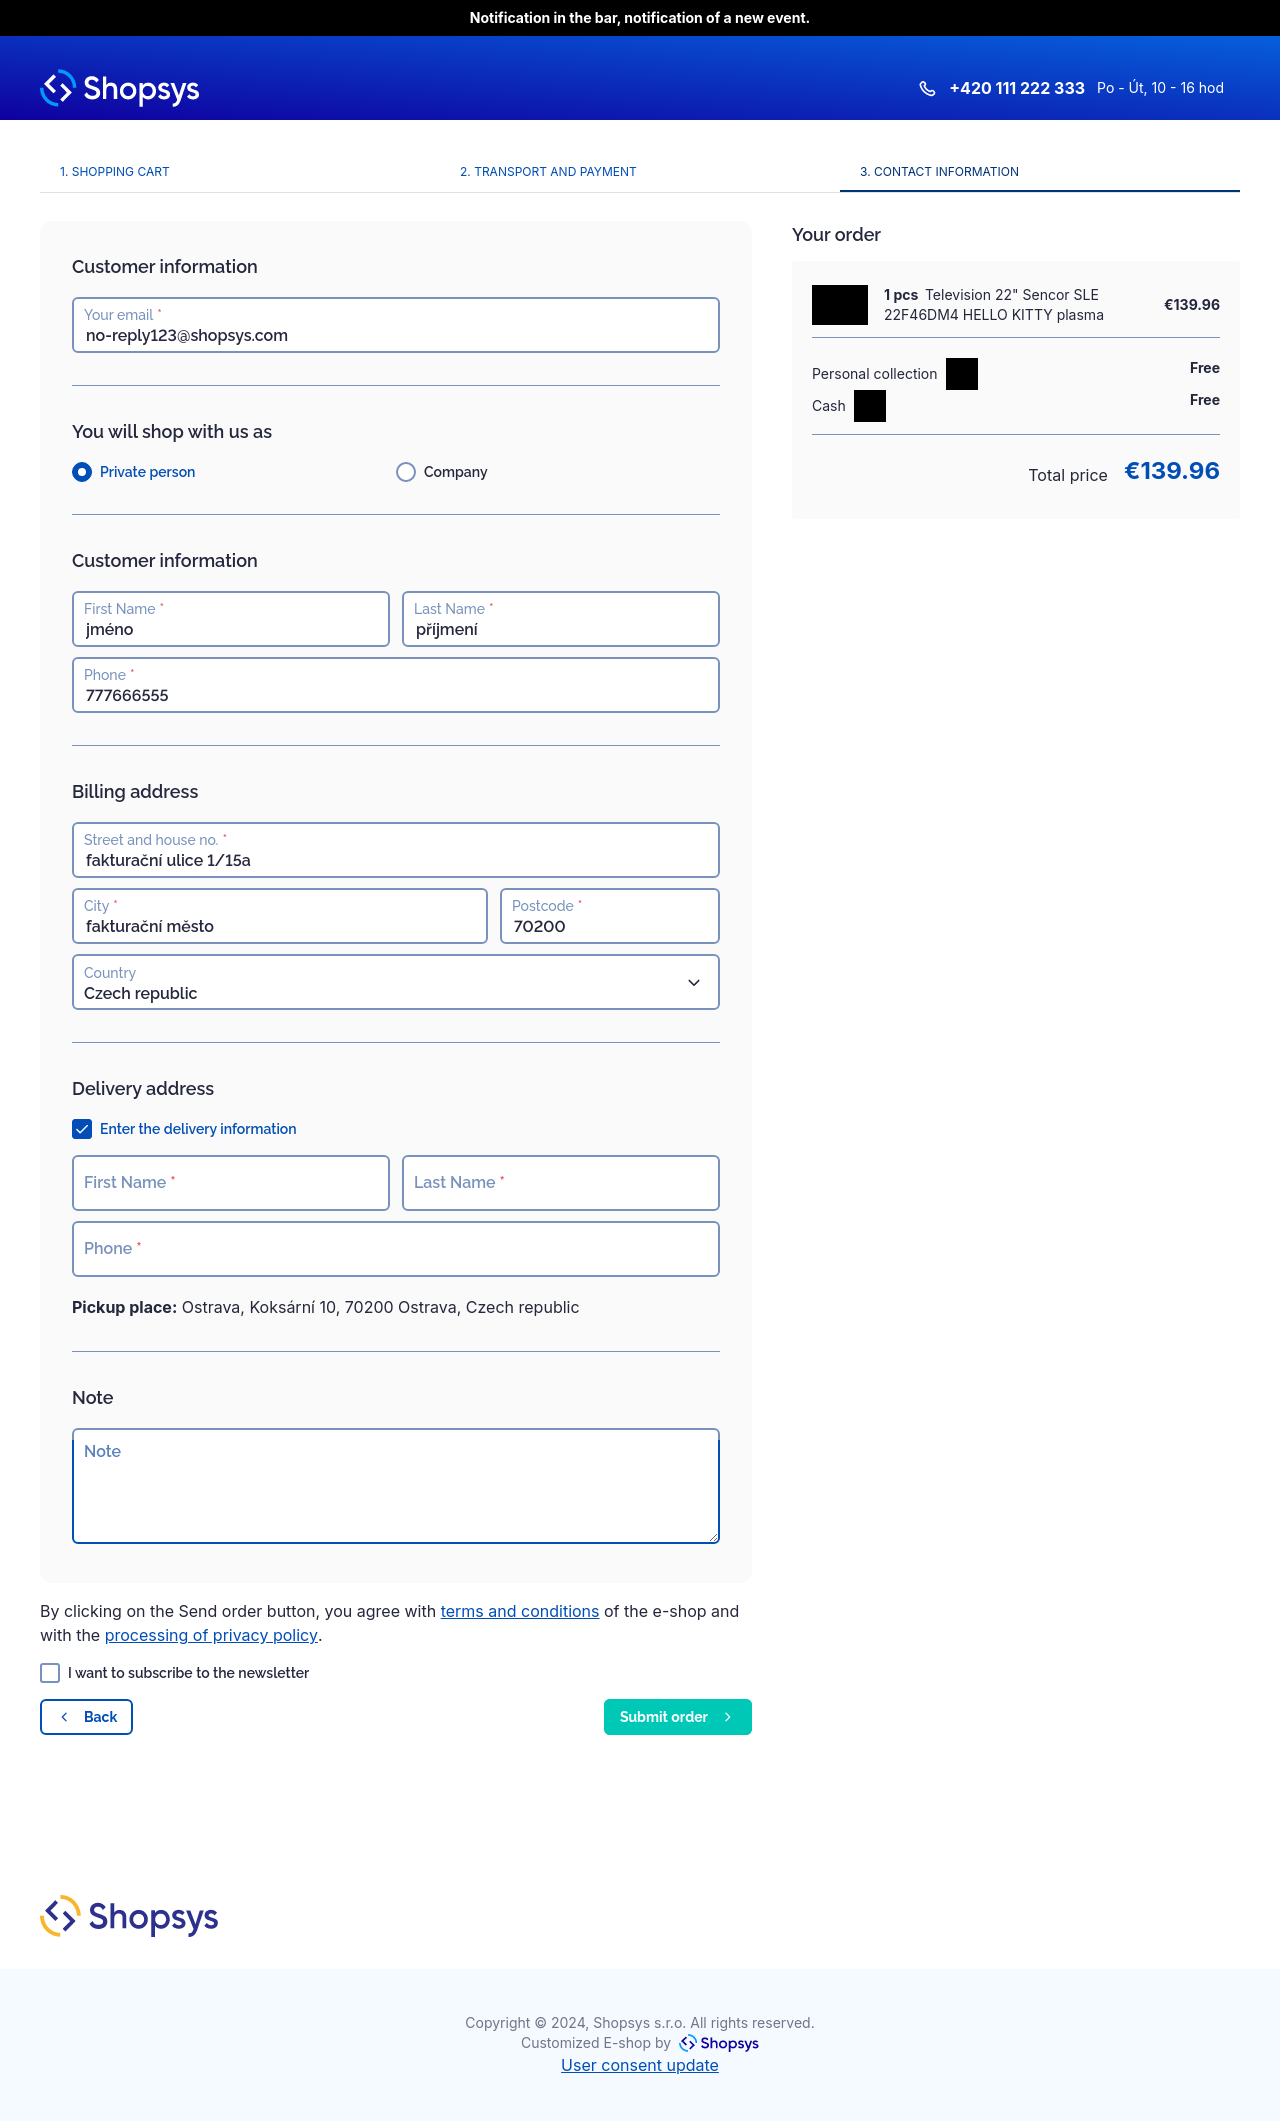 Notification in the bar, notification of a new event.
Shopsys
+420 111 222 333 Po - Út, 10 - 16 hod
1. SHOPPING CART
2. TRANSPORT AND PAYMENT
3. CONTACT INFORMATION
Customer information
Your email *
no-reply123@shopsys.com
You will shop with us as
Private person
Company
Customer information
First Name *
jméno
Last Name *
příjmení
Phone *
777666555
Billing address
Street and house no. *
fakturační ulice 1/15a
City *
fakturační město
Postcode *
70200
Country
Czech republic
Delivery address
Enter the delivery information
First Name *
Last Name *
Phone *
Pickup place: Ostrava, Koksární 10, 70200 Ostrava, Czech republic
Note
Note
By clicking on the Send order button, you agree with terms and conditions of the e-shop and
with the processing of privacy policy.
I want to subscribe to the newsletter
Back
Submit order
Your order
1 pcs Television 22" Sencor SLE
22F46DM4 HELLO KITTY plasma
€139.96
Personal collection
Free
Cash
Free
Total price €139.96
Shopsys
Copyright © 2024, Shopsys s.r.o. All rights reserved.
Customized E-shop by Shopsys
User consent update